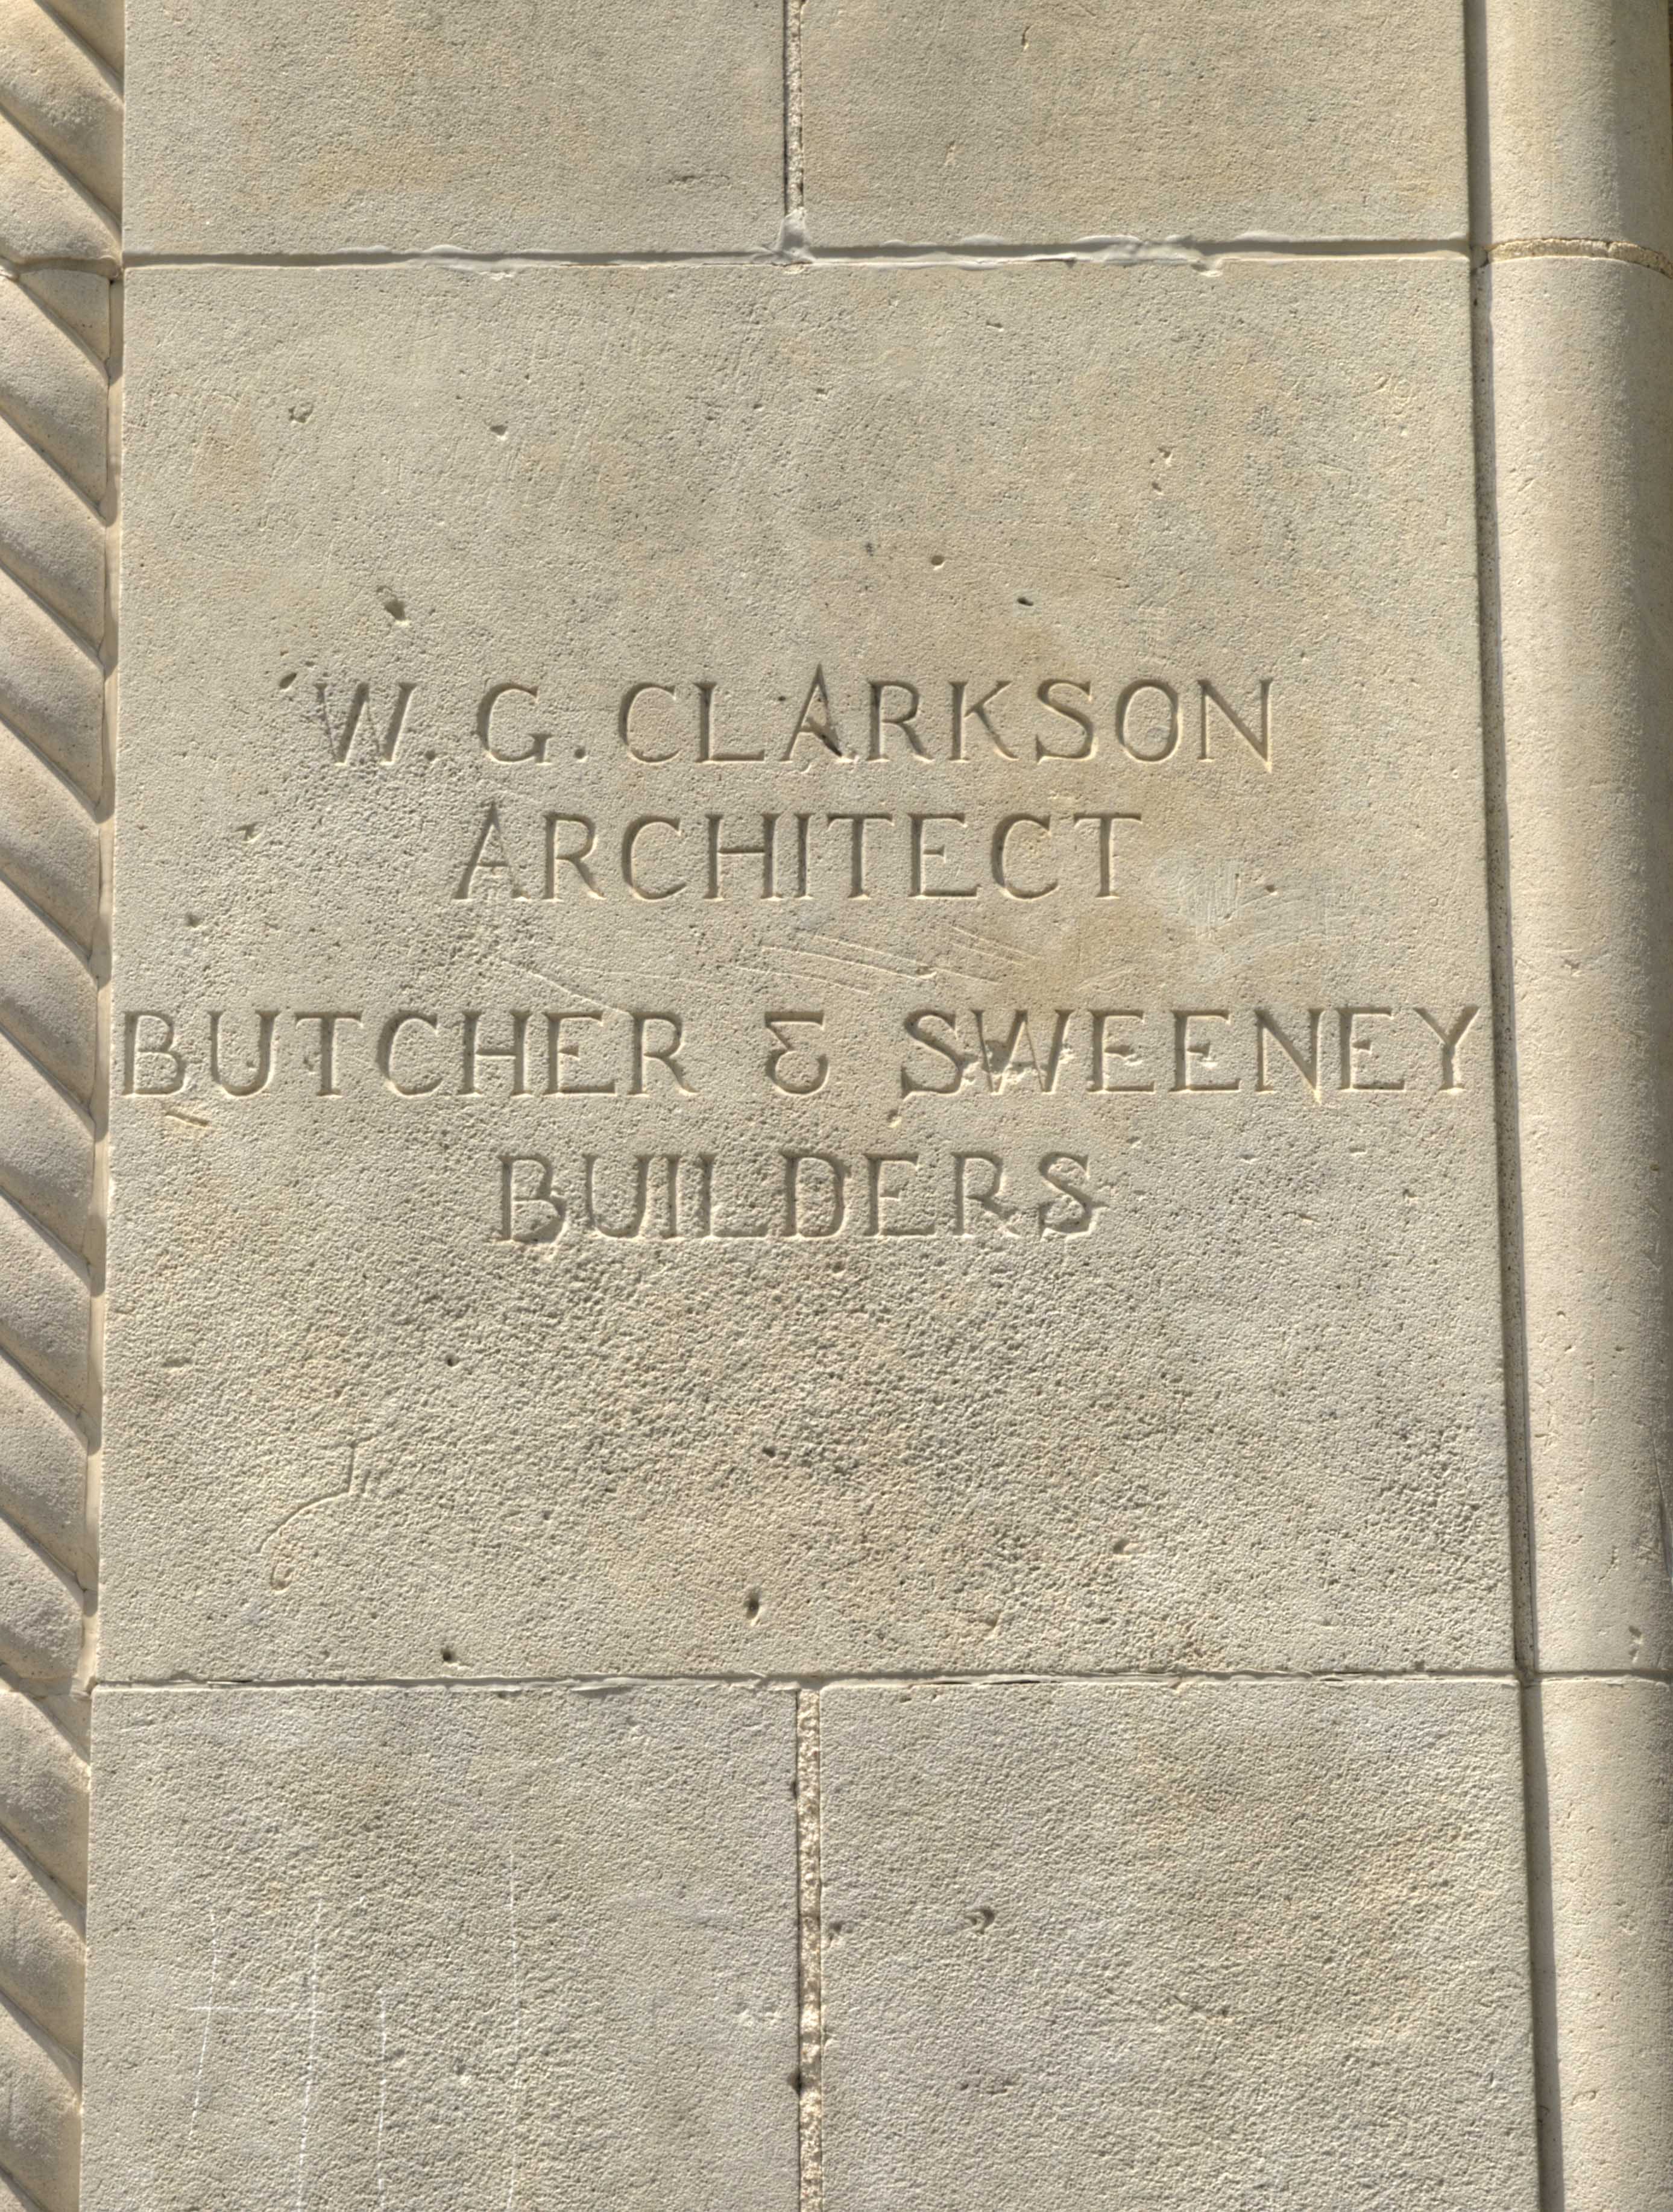 W. G. CLARKSON
ARCHITECT
BUTCHER & SWEENEY
BUILDERS